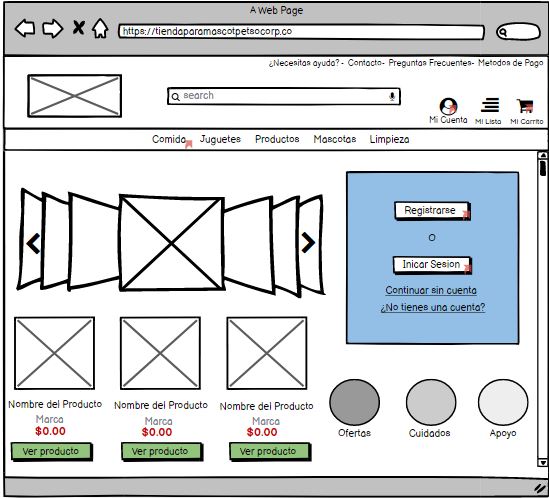 A Web Page
https://tiendaparamascotpetsocorp.co
¿Necesitas ayuda? - Contacto- Preguntas Frecuentes- Metodos de Pago
search
Mi Cuenta Mi Lista Mi Carrito
Comida Juguetes Productos Mascotas Limpieza
Registrarse
O
Inicar Sesion
Continuar sin cuenta
¿No tienes una cuenta?
Nombre del Producto Nombre del Producto Nombre del Producto
Marca Marca Marca
$0.00 $0.00 $0.00
Ver producto Ver producto Ver producto
Ofertas Cuidados Apoyo